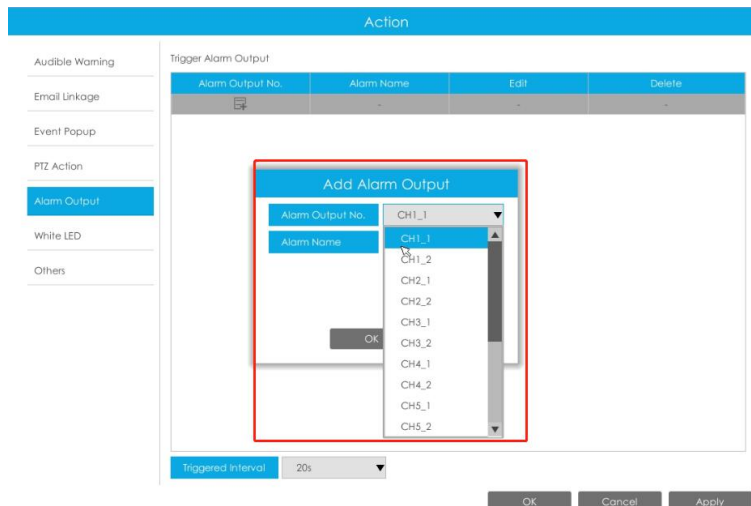 Action
Audible Warning
Email Linkage
Event Popup
PTZ Action
Alarm Output
White LED
Others
Trigger Alarm Output
Alarm Output No. Alarm Name Edit Delete
- - -
Add Alarm Output
Alarm Output No. CH1_1
Alarm Name
CH1_1
CH1_2
CH2_1
CH2_2
CH3_1
CH3_2
CH4_1
CH4_2
CH5_1
CH5_2
OK
Triggered Interval 20s
OK Cancel Apply